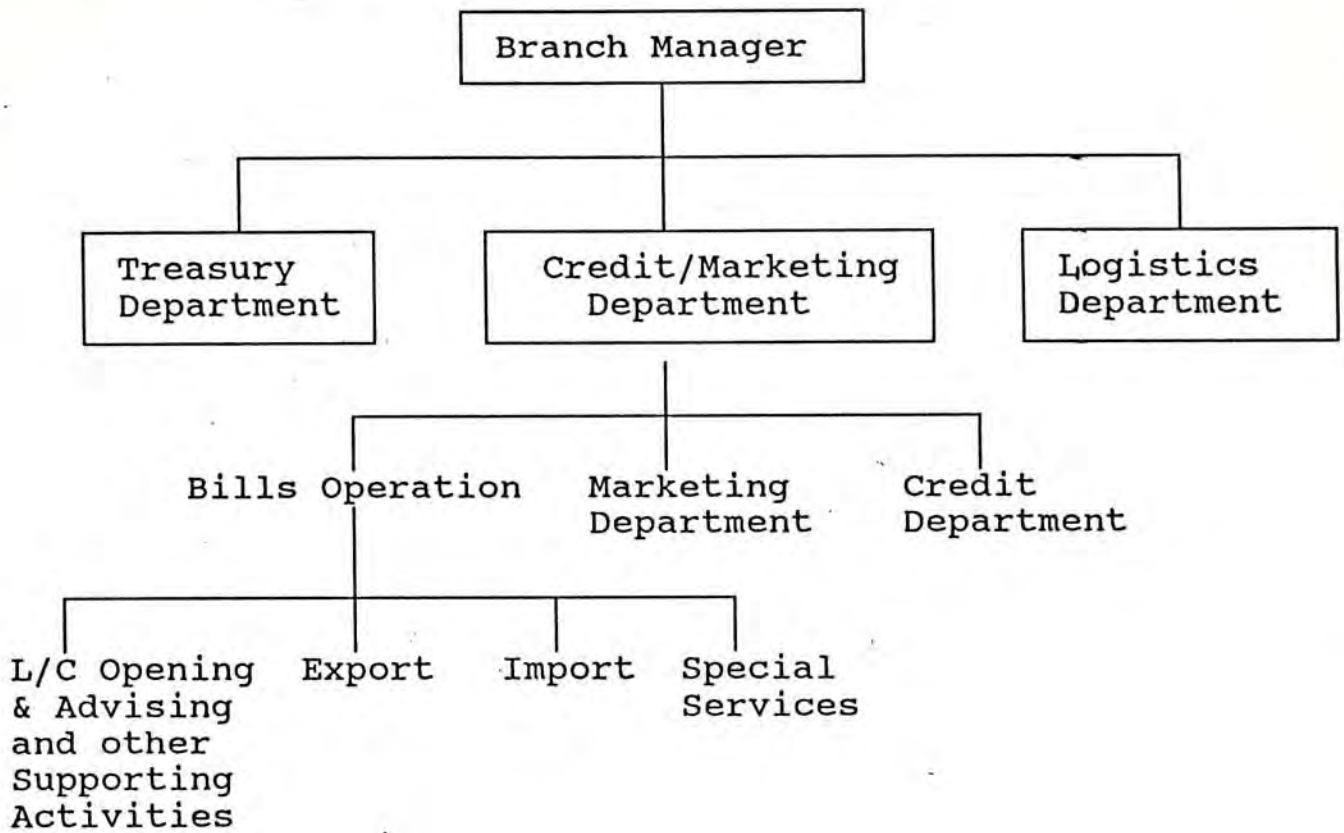 Branch Manager
Treasury
Department
Credit/Marketing
Department
Logistics
Department
Bills Operation
Marketing
Department
Credit
Department
L/C Opening
& Advising
and other
Supporting
Activities
Export
Import
Special
Services